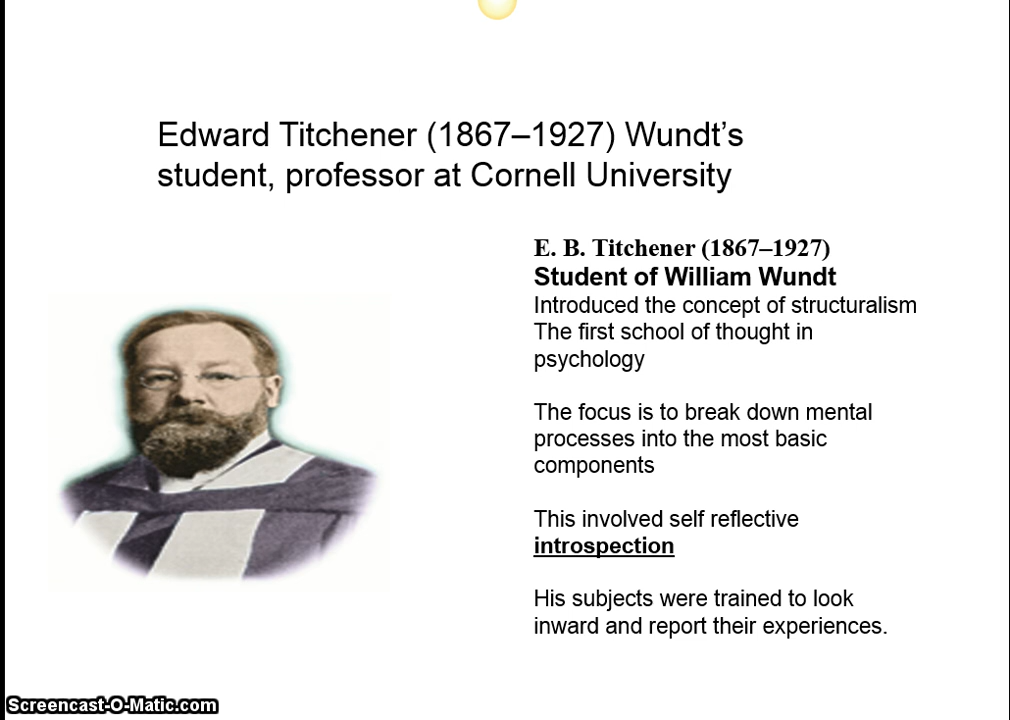 Edward Titchener (1867–1927) Wundt’s
student, professor at Cornell University
E. B. Titchener (1867–1927)
Student of William Wundt
Introduced the concept of structuralism
The first school of thought in
psychology
The focus is to break down mental
processes into the most basic
components
This involved self reflective
introspection
His subjects were trained to look
inward and report their experiences.
Screencast-O-Matic.com